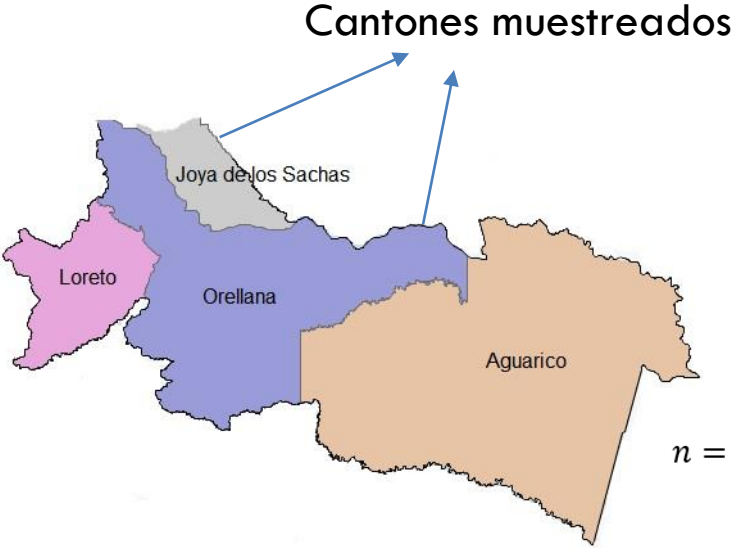 Cantones muestreados
Joya de los Sachas
Loreto
Orellana
Aguarico
n =